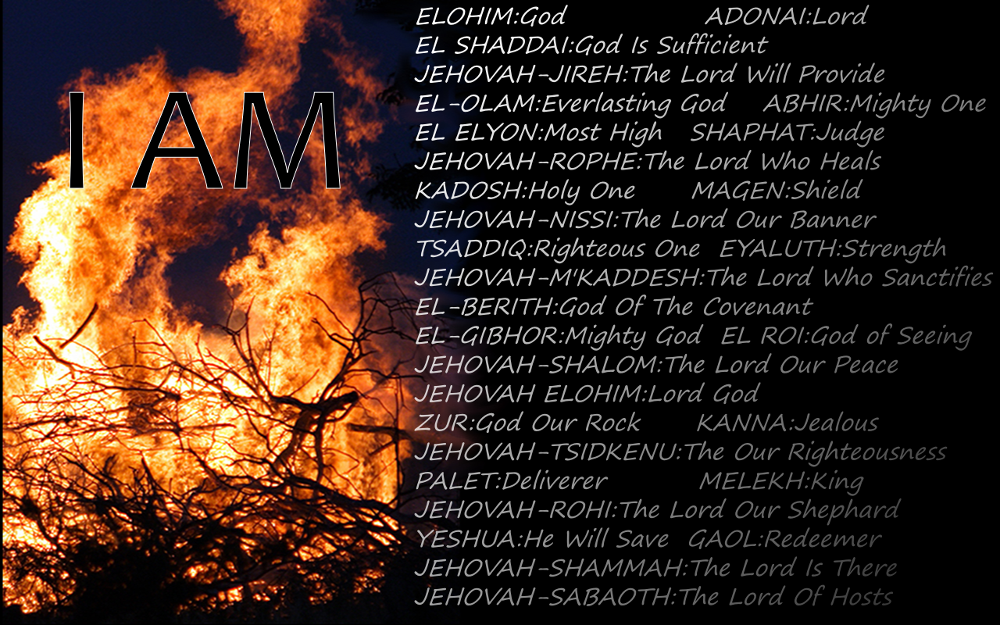 I AM
ELOHIM:God ADONAI:Lord
EL SHADDAI:God Is Sufficient
JEHOVAH-JIREH:The Lord Will Provide
EL-OLAM:Everlasting God ABHIR:Mighty One
EL ELYON:Most High SHAPHAT:Judge
JEHOVAH-ROPHE:The Lord Who Heals
KADOSH:Holy One MAGEN:Shield
JEHOVAH-NISSI:The Lord Our Banner
TSADDIQ:Righteous One EYALUTH:Strength
JEHOVAH-M'KADDESH:The Lord Who Sanctifies
EL-BERITH:God Of The Covenant
EL-GIBHOR:Mighty God EL ROI:God of Seeing
JEHOVAH-SHALOM:The Lord Our Peace
JEHOVAH ELOHIM:Lord God
ZUR:God Our Rock KANNA:Jealous
JEHOVAH-TSIDKENU:The Our Righteousness
PALET:Deliverer MELEKH:King
JEHOVAH-ROHI:The Lord Our Shephard
YESHUA:He Will Save GAOL:Redeemer
JEHOVAH-SHAMMAH:The Lord Is There
JEHOVAH-SABAOTH:The Lord Of Hosts